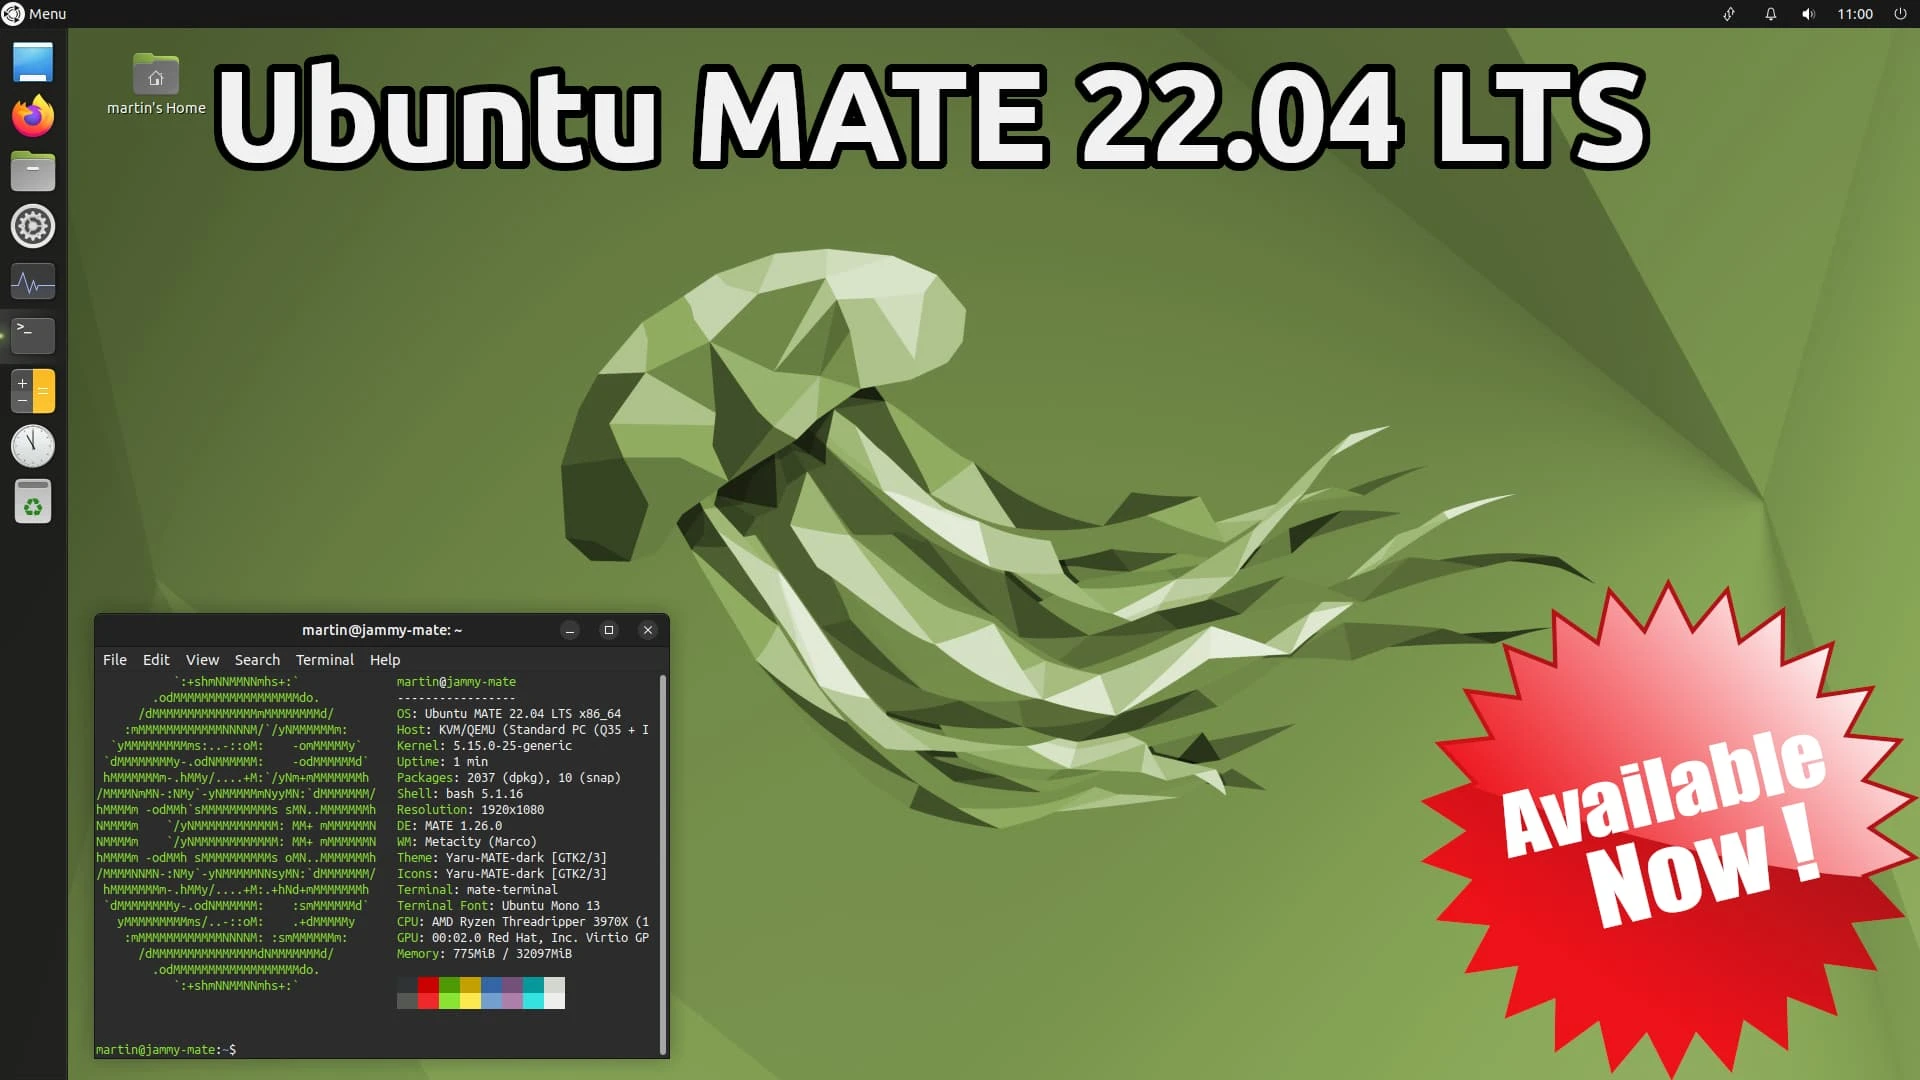 Menu
11:00
martin's Home
Ubuntu MATE 22.04 LTS
martin@jammy-mate: ~
File Edit View Search Terminal Help
martin@jammy-mate
-----------------
OS: Ubuntu MATE 22.04 LTS x86_64
Host: KVM/QEMU (Standard PC (Q35 + I
Kernel: 5.15.0-25-generic
Uptime: 1 min
Packages: 2037 (dpkg), 10 (snap)
Shell: bash 5.1.16
Resolution: 1920x1080
DE: MATE 1.26.0
WM: Metacity (Marco)
Theme: Yaru-MATE-dark [GTK2/3]
Icons: Yaru-MATE-dark [GTK2/3]
Terminal: mate-terminal
Terminal Font: Ubuntu Mono 13
CPU: AMD Ryzen Threadripper 3970X (1
GPU: 00:02.0 Red Hat, Inc. Virtio GP
Memory: 775MiB / 32097MiB
martin@jammy-mate:~$
Available
Now !